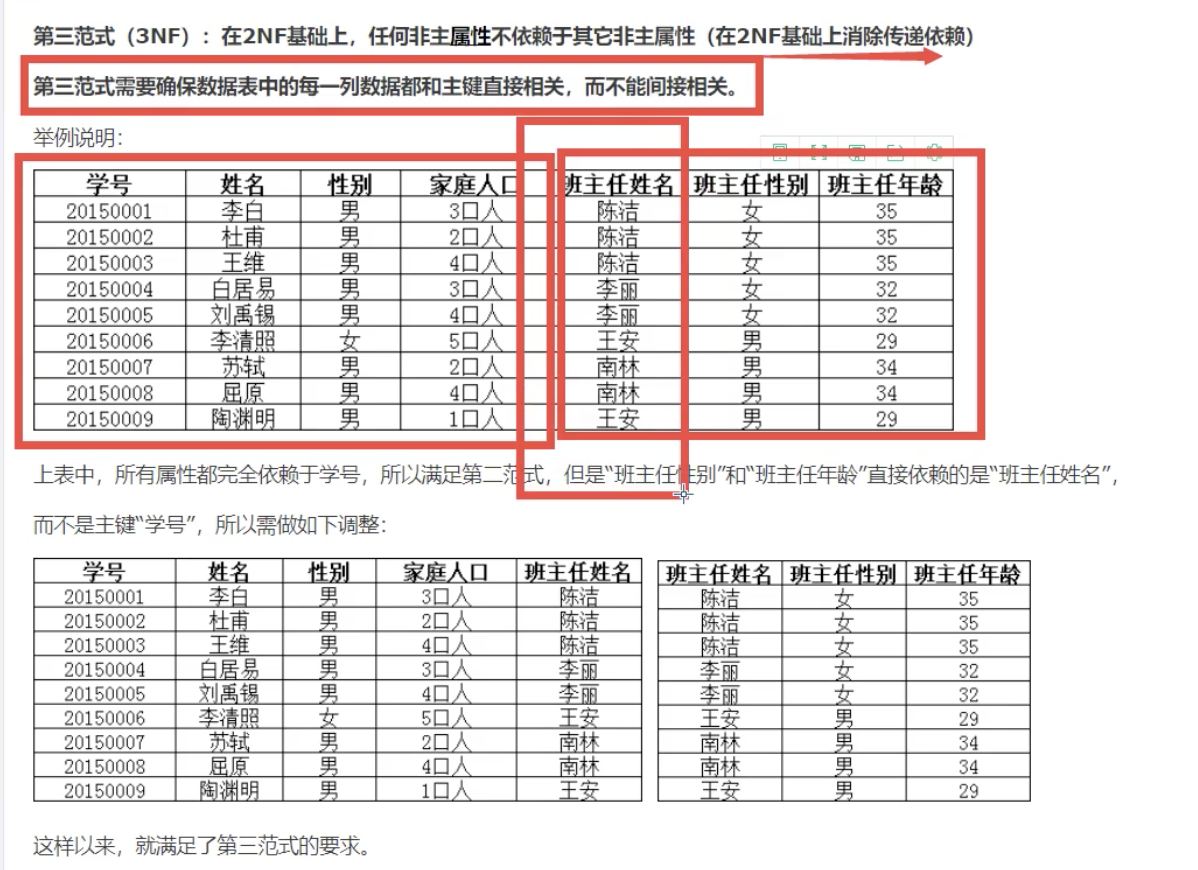 第三范式（3NF）：在2NF基础上，任何非主属性不依赖于其它非主属性（在2NF基础上消除传递依赖）
第三范式需要确保数据表中的每一列数据都和主键直接相关，而不能间接相关。
举例说明：
学号 姓名 性别 家庭人口 班主任姓名 班主任性别 班主任年龄
20150001 李白 男 3口人 陈洁 女 35
20150002 杜甫 男 2口人 陈洁 女 35
20150003 王维 男 4口人 陈洁 女 35
20150004 白居易 男 3口人 李丽 女 32
20150005 刘禹锡 男 4口人 李丽 女 32
20150006 李清照 女 5口人 王安 男 29
20150007 苏轼 男 2口人 南林 男 34
20150008 屈原 男 4口人 南林 男 34
20150009 陶渊明 男 1口人 王安 男 29
上表中，所有属性都完全依赖于学号，所以满足第二范式，但是“班主任性别”和“班主任年龄”直接依赖的是“班主任姓名”，
而不是主键“学号”，所以需做如下调整：
学号 姓名 性别 家庭人口 班主任姓名
20150001 李白 男 3口人 陈洁
20150002 杜甫 男 2口人 陈洁
20150003 王维 男 4口人 陈洁
20150004 白居易 男 3口人 李丽
20150005 刘禹锡 男 4口人 李丽
20150006 李清照 女 5口人 王安
20150007 苏轼 男 2口人 南林
20150008 屈原 男 4口人 南林
20150009 陶渊明 男 1口人 王安
班主任姓名 班主任性别 班主任年龄
陈洁 女 35
陈洁 女 35
陈洁 女 35
李丽 女 32
李丽 女 32
王安 男 29
南林 男 34
南林 男 34
王安 男 29
这样以来，就满足了第三范式的要求。